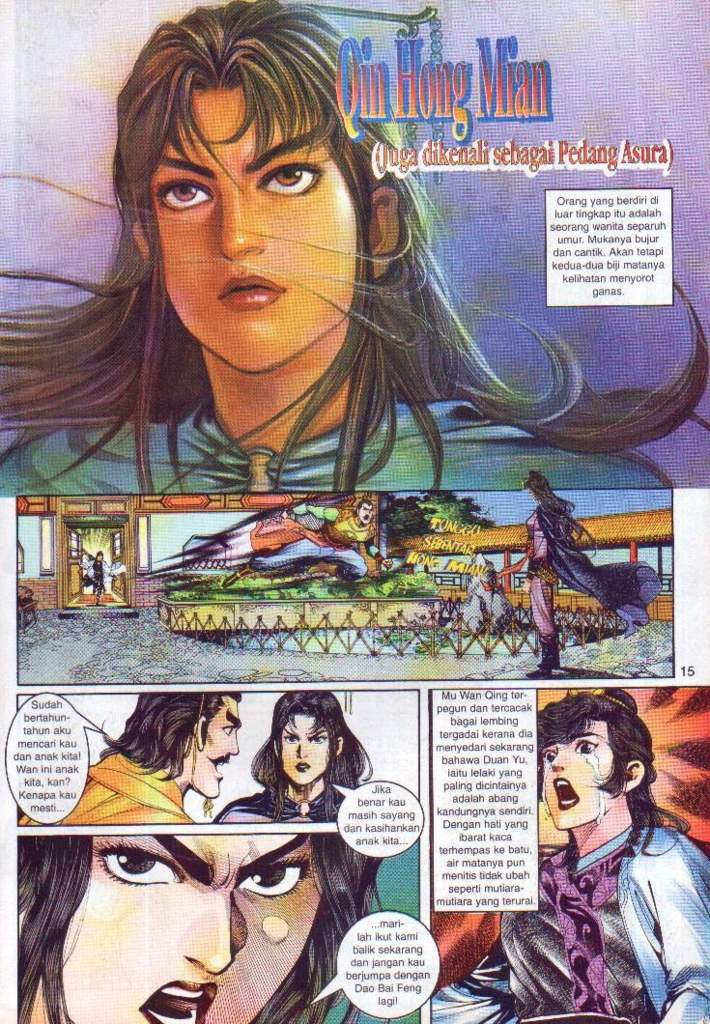 Qin Hong Mian
(Juga dikenali sebagai Pedang Asura)
Orang yang berdiri di
luar tingkap itu adalah
seorang wanita separuh
umur. Mukanya bujur
dan cantik. Akan tetapi
kedua-dua biji matanya
kelihatan menyorot
ganas.
TUNGGU
SEBENTAR,
HONG MIAN!
15
Sudah
bertahun-
tahun aku
mencari kau
dan anak kita!
Wan ini anak
kita, kan?
Kenapa kau
mesti...
Jika
benar kau
masih sayang
dan kasihankan
anak kita...
...mari-
lah ikut kami
balik sekarang
dan jangan kau
berjumpa dengan
Dao Bai Feng
lagi!
Mu Wan Qing ter-
pegun dan tercacak
bagai lembing
tergadai kerana dia
menyedari sekarang
bahawa Duan Yu,
iaitu lelaki yang
paling dicintainya
adalah abang
kandungnya sendiri.
Dengan hati yang
ibarat kaca
terhempas ke batu,
air matanya pun
menitis tidak ubah
seperti mutiara-
mutiara yang terurai.